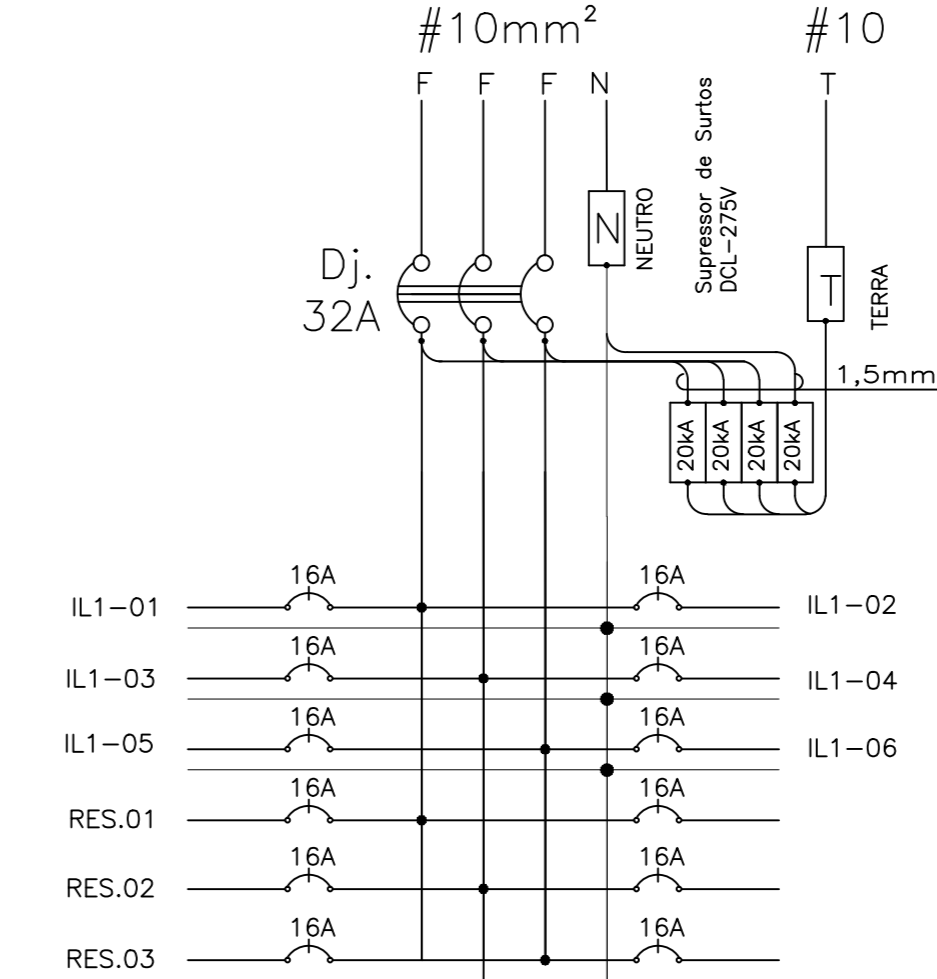 #10mm²
#10
F F F N
T
Supressor de Surtos
DCL-275V
N
NEUTRO
T
TERRA
Dj.
32A
1,5mm
20kA
20kA
20kA
20kA
IL1-01 16A 16A IL1-02
IL1-03 16A 16A IL1-04
IL1-05 16A 16A IL1-06
RES.01 16A 16A
RES.02 16A 16A
RES.03 16A 16A